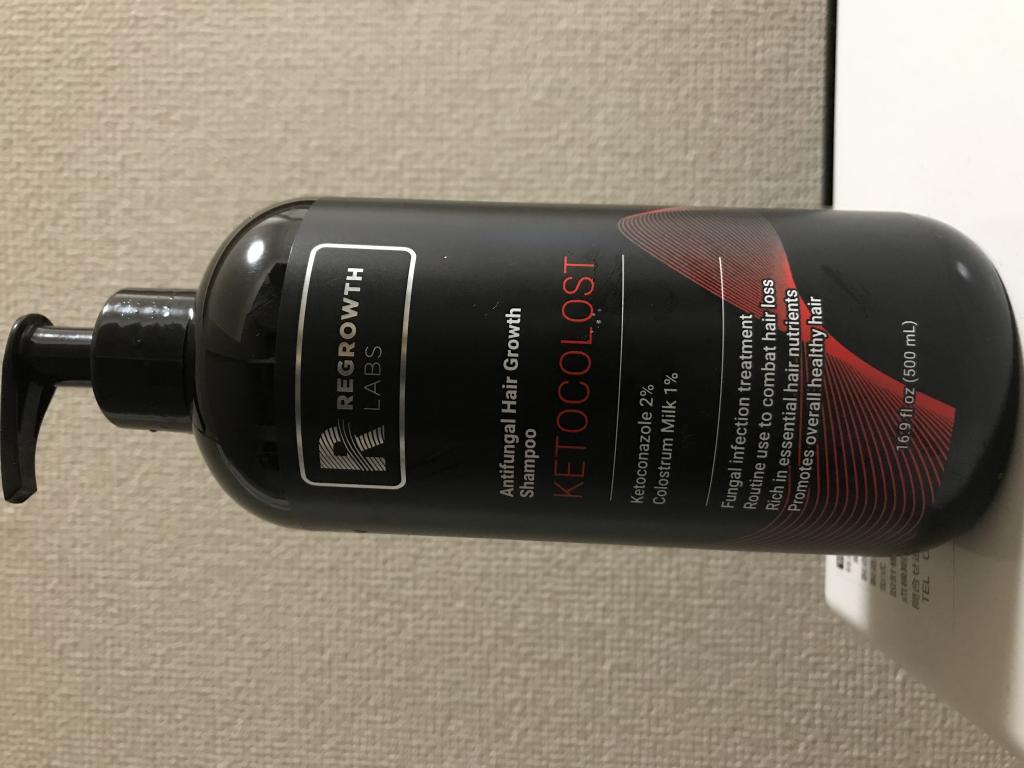 REGROWTH
LABS
Antifungal Hair Growth
Shampoo
KETOCOLOST
Ketoconazole 2%
Colostrum Milk 1%
Fungal infection treatment
Routine use to combat hair loss
Rich in essential hair nutrients
Promotes overall healthy hair
16.9 fl oz (500 mL)
TEL